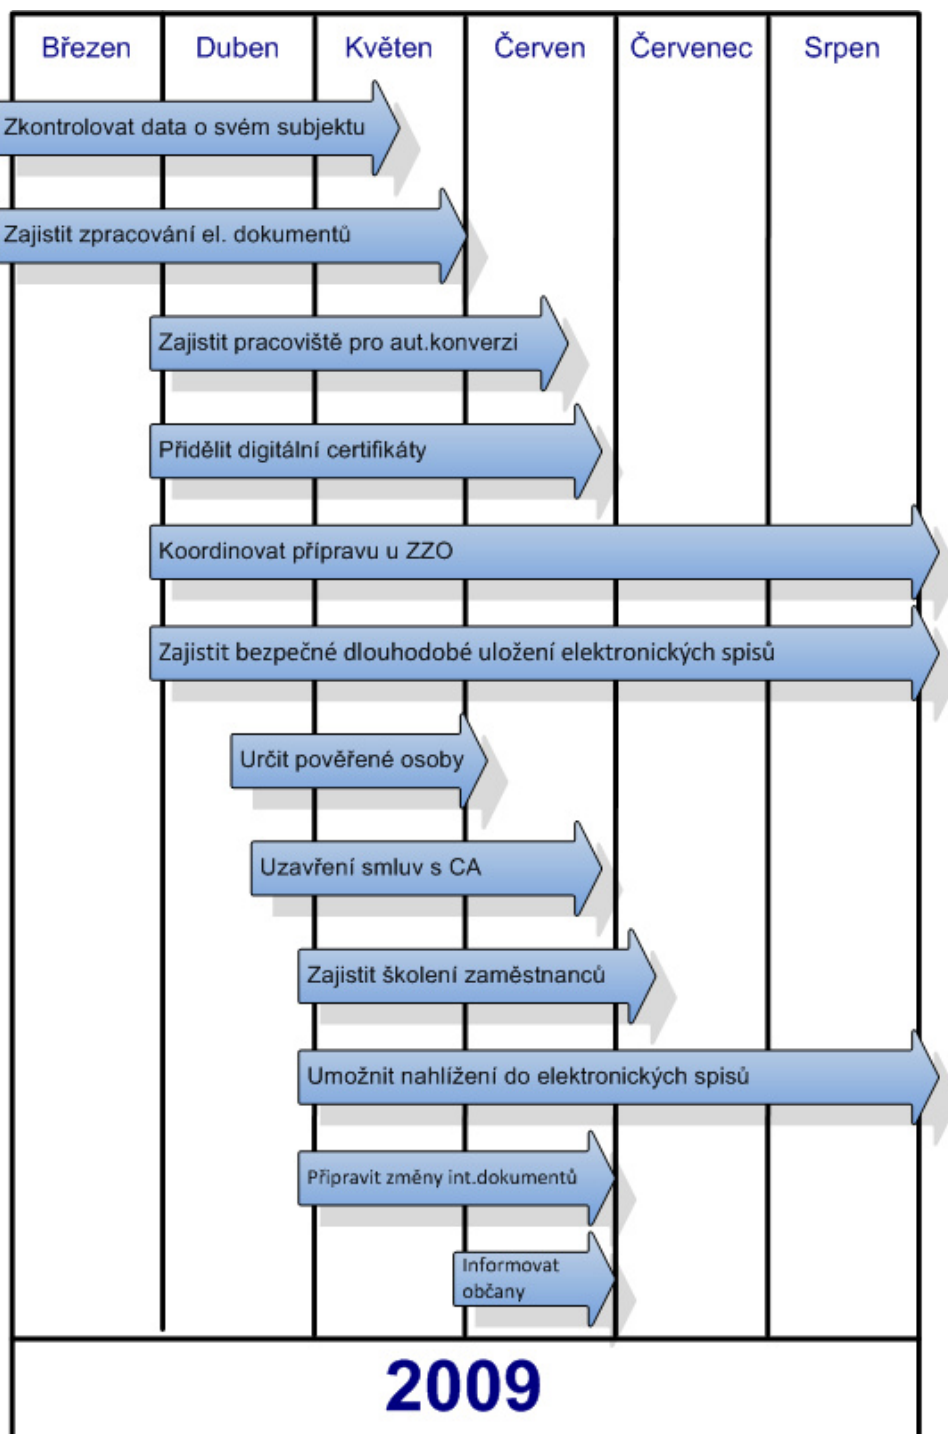 Březen Duben Květen Červen Červenec Srpen
Zkontrolovat data o svém subjektu
Zajistit zpracování el. dokumentů
Zajistit pracoviště pro aut.konverzi
Přidělit digitální certifikáty
Koordinovat přípravu u ZZO
Zajistit bezpečné dlouhodobé uložení elektronických spisů
Určit pověřené osoby
Uzavření smluv s CA
Zajistit školení zaměstnanců
Umožnit nahlížení do elektronických spisů
Připravit změny int.dokumentů
Informovat
občany
2009